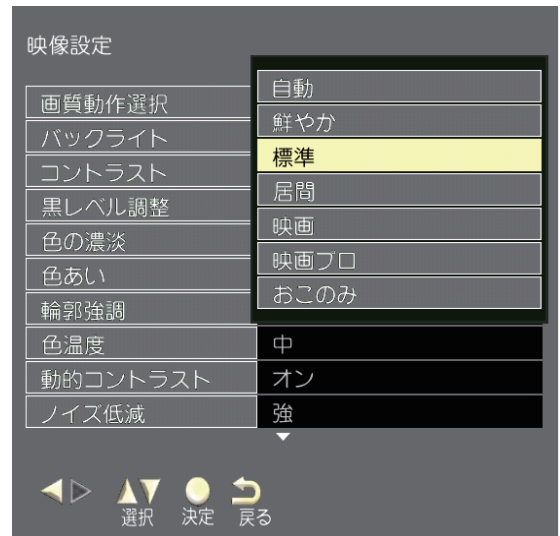 映像設定
画質動作選択
バックライト
コントラスト
黒レベル調整
色の濃淡
色あい
輪郭強調
色温度
動的コントラスト
ノイズ低減
自動
鮮やか
標準
居間
映画
映画プロ
おこのみ
中
オン
強
選択 決定 戻る